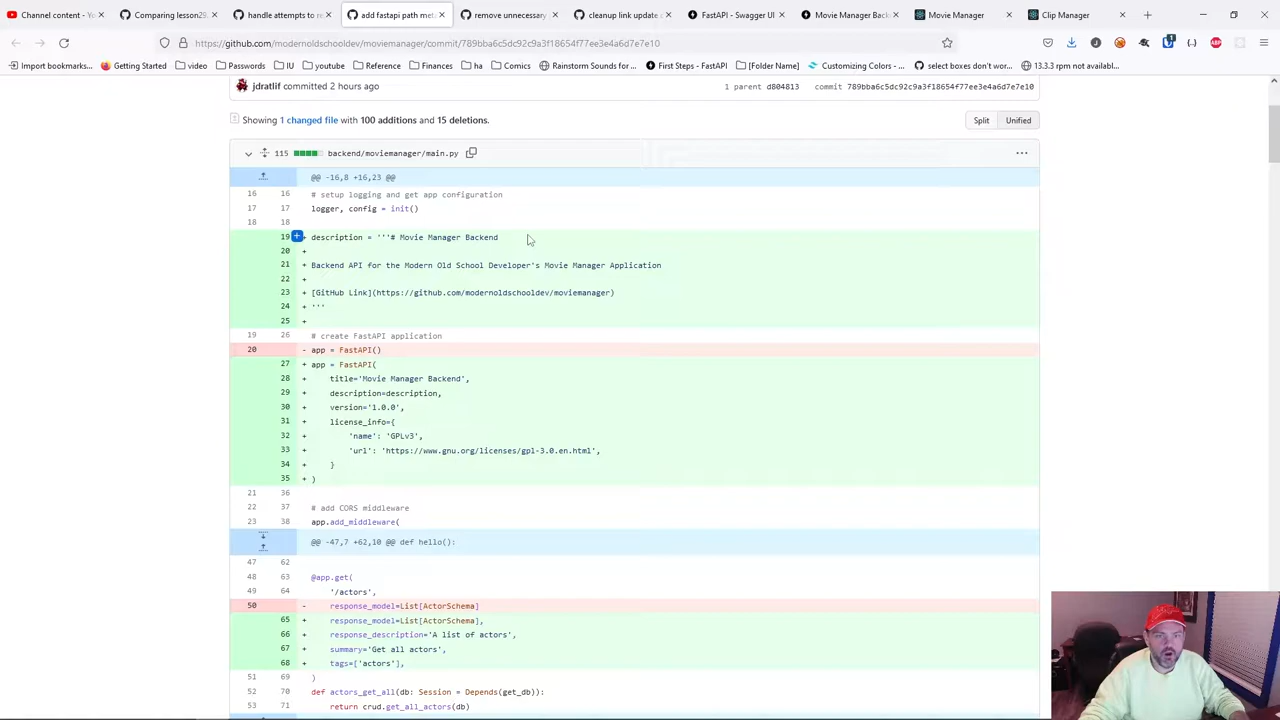 Channel content - Y
Comparing lesson29.
handle attempts to re
add fastapi path met
remove unnecessary
cleanup link update
FastAPI - Swagger UI
Movie Manager Back
Movie Manager
Clip Manager
https://github.com/modernoldschooldev/moviemanager/commit/789bba6c5dc92c9a3f18654f77ee3e4a6d7e7e10
Import bookmarks...
Getting Started
video
Passwords
IU
youtube
Reference
Finances
ha
Comics
Rainstorm Sounds for ...
First Steps - FastAPI
[Folder Name]
Customizing Colors - ...
select boxes don't wor...
13.3.3 rpm not availabl...
jdratlif committed 2 hours ago
1 parent d804813 commit 789bba6c5dc92c9a3f18654f77ee3e4a6d7e7e10
Showing 1 changed file with 100 additions and 15 deletions.
Split Unified
115 backend/moviemanager/main.py
@@ -16,8 +16,23 @@
16 16 # setup logging and get app configuration
17 17 logger, config = init()
18 18
19 + description = '''# Movie Manager Backend
20 +
21 + Backend API for the Modern Old School Developer's Movie Manager Application
22 +
23 + [GitHub Link](https://github.com/modernoldschooldev/moviemanager)
24 + '''
25 +
19 26 # create FastAPI application
20 - app = FastAPI()
27 + app = FastAPI(
28 + title='Movie Manager Backend',
29 + description=description,
30 + version='1.0.0',
31 + license_info={
32 + 'name': 'GPLv3',
33 + 'url': 'https://www.gnu.org/licenses/gpl-3.0.en.html',
34 + }
35 + )
21 36
22 37 # add CORS middleware
23 38 app.add_middleware(
@@ -47,7 +62,10 @@ def hello():
47 62
48 63 @app.get(
49 64 '/actors',
50 - response_model=List[ActorSchema]
65 + response_model=List[ActorSchema],
66 + response_description='A list of actors',
67 + summary='Get all actors',
68 + tags=['actors'],
51 69 )
52 70 def actors_get_all(db: Session = Depends(get_db)):
53 71 return crud.get_all_actors(db)